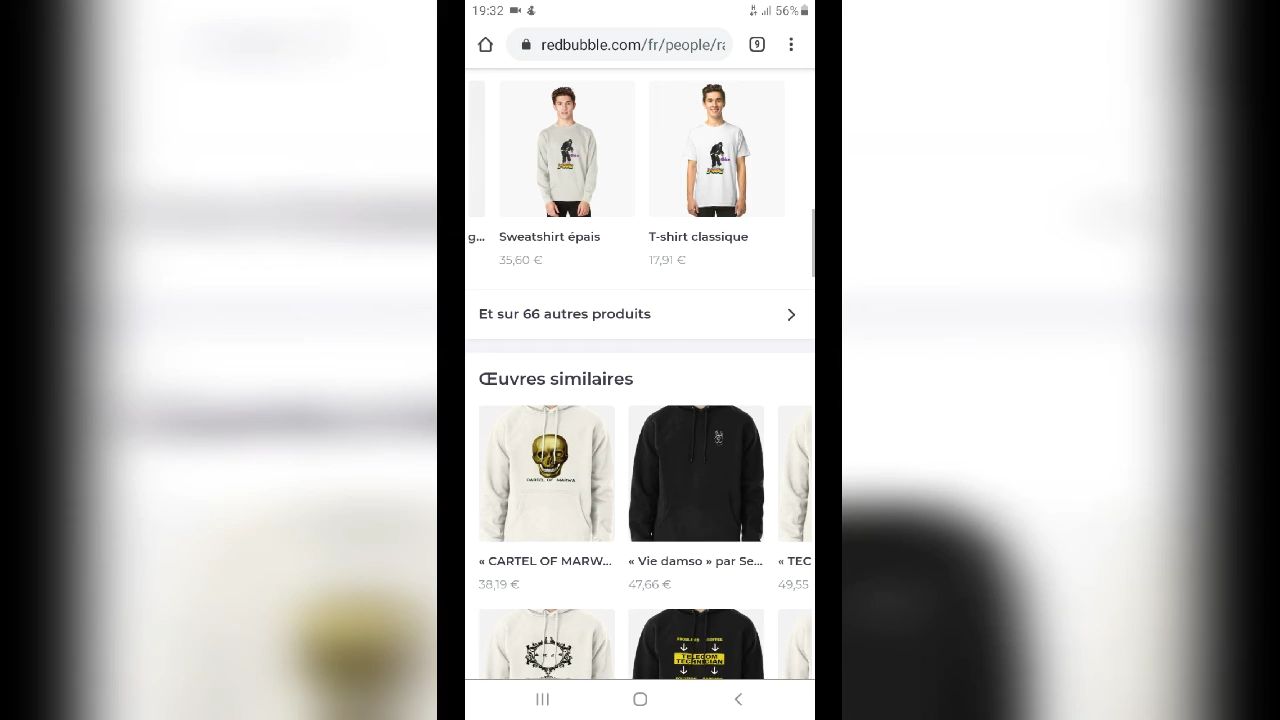 19:32
H
56%
redbubble.com/fr/people/ra
9
g...
Sweatshirt épais
T-shirt classique
35,60 €
17,91 €
Et sur 66 autres produits
Œuvres similaires
CARTEL OF MARWA
« CARTEL OF MARW...
« Vie damso » par Se...
« TEC
38,19 €
47,66 €
49,55
TELECOM
TECHNICIAN